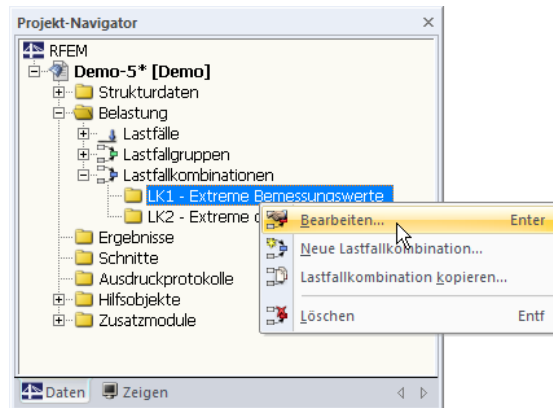 Projekt-Navigator
RFEM
Demo-5* [Demo]
Strukturdaten
Belastung
Lastfälle
Lastfallgruppen
Lastfallkombinationen
LK1 - Extreme Bemessungswerte
LK2 - Extreme
Bearbeiten... Enter
Neue Lastfallkombination...
Lastfallkombination kopieren...
Löschen Entf
Ergebnisse
Schnitte
Ausdruckprotokolle
Hilfsobjekte
Zusatzmodule
Daten Zeigen